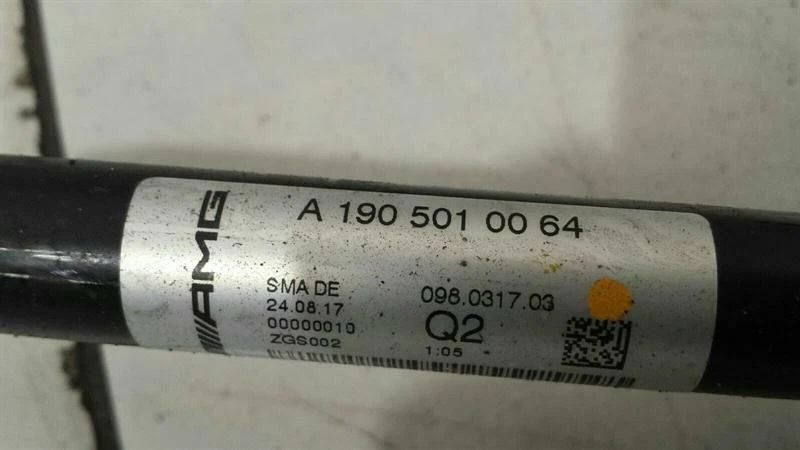 AMG
A 190 501 00 64
SMA DE
24.08.17
00000010
ZGS002
098.0317.03
Q2
1:05